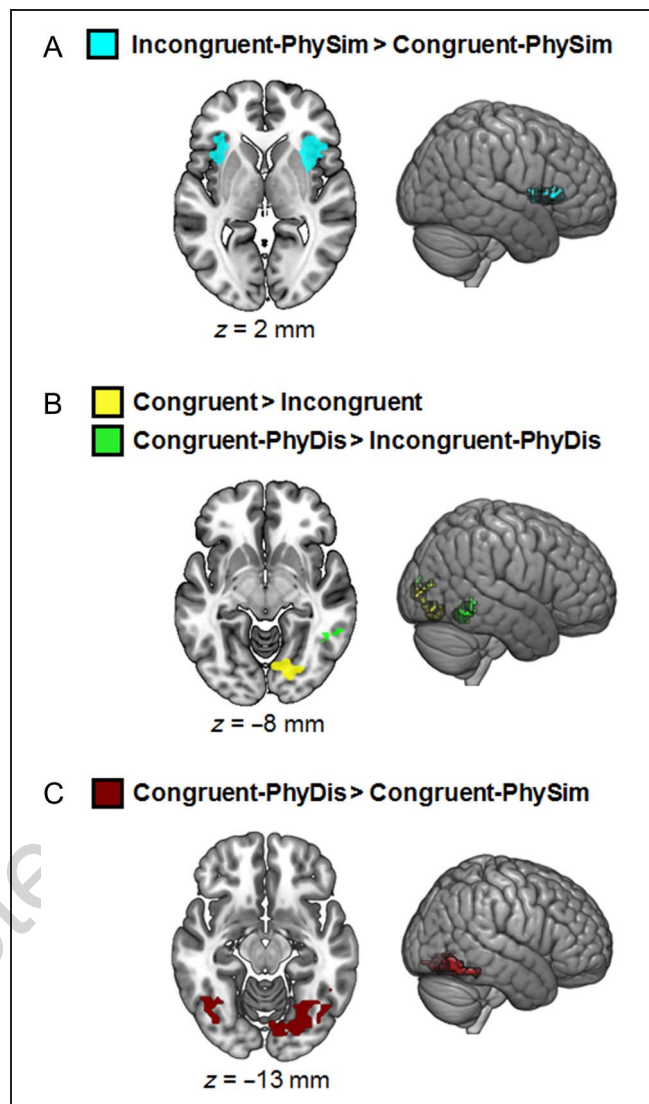 A Incongruent-PhySim > Congruent-PhySim
z = 2 mm
B Congruent > Incongruent
Congruent-PhyDis > Incongruent-PhyDis
z = −8 mm
C Congruent-PhyDis > Congruent-PhySim
z = −13 mm